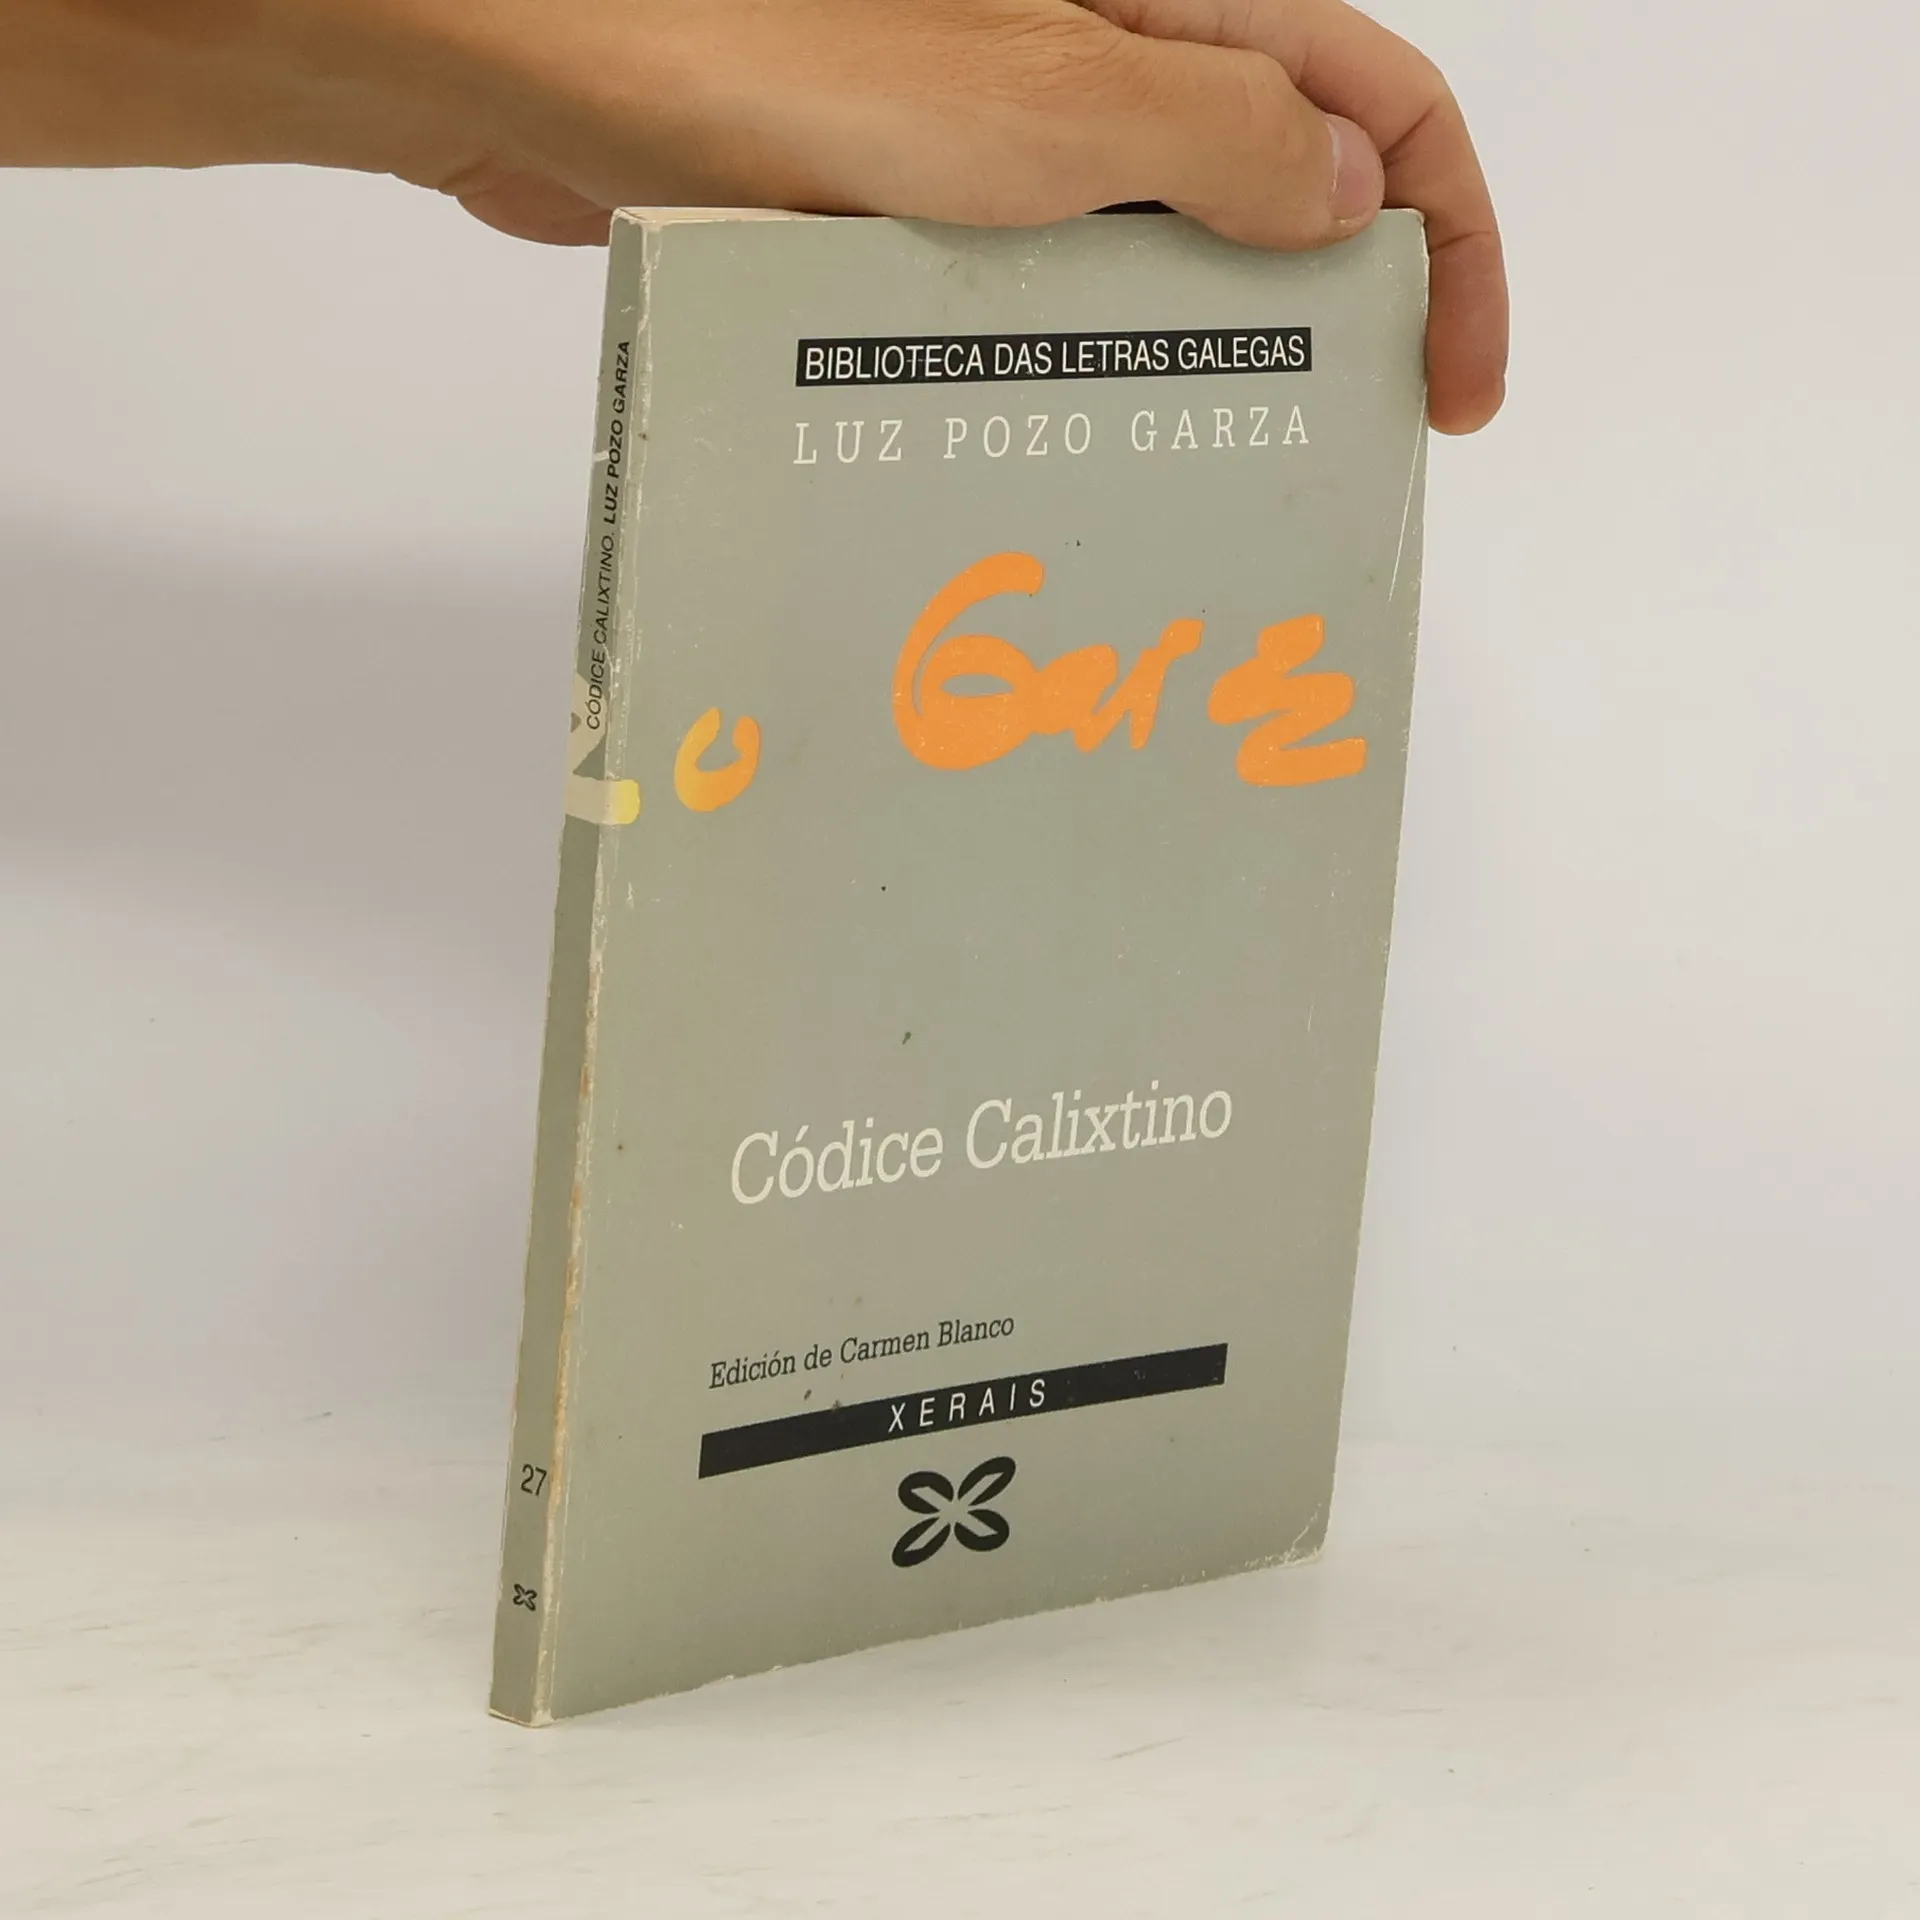 BIBLIOTECA DAS LETRAS GALEGAS
LUZ POZO GARZA
Códice Calixtino
Edición de Carmen Blanco
XERAIS
CÓDICE CALIXTINO. LUZ POZO GARZA
27